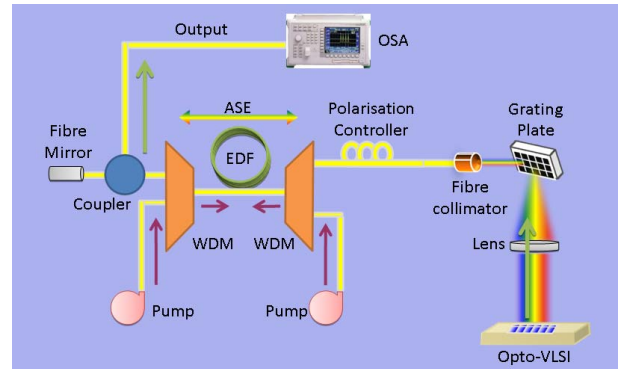 Output
OSA
ASE
Polarisation
Controller
Grating
Plate
Fibre
Mirror
EDF
Coupler
Fibre
collimator
WDM
WDM
Lens
Pump
Pump
Opto-VLSI